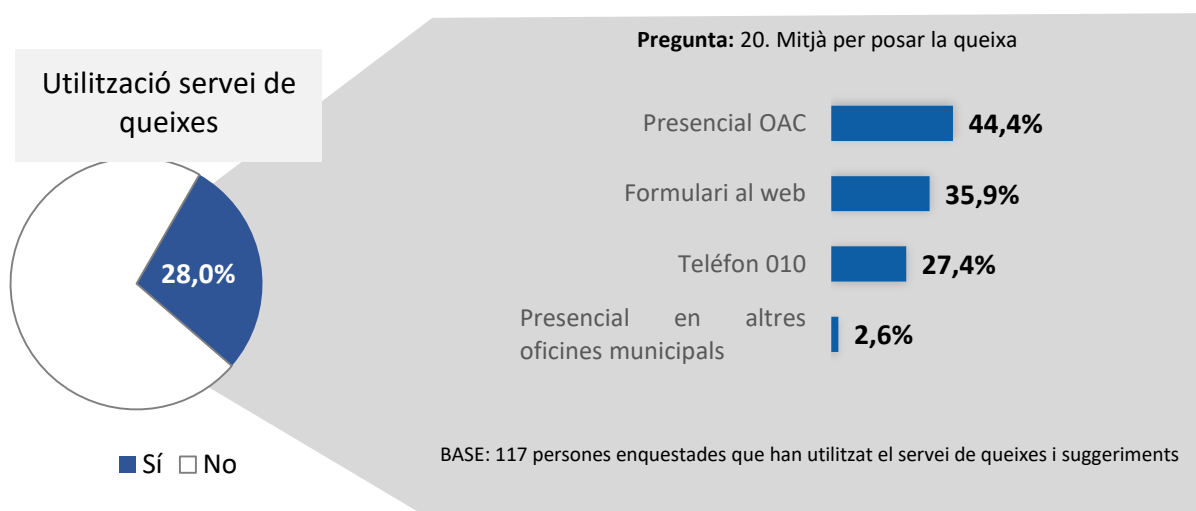 Utilització servei de
queixes
28,0%
Sí No
Pregunta: 20. Mitjà per posar la queixa
Presencial OAC 44,4%
Formulari al web 35,9%
Teléfon 010 27,4%
Presencial en altres
oficines municipals 2,6%
BASE: 117 persones enquestades que han utilitzat el servei de queixes i suggeriments